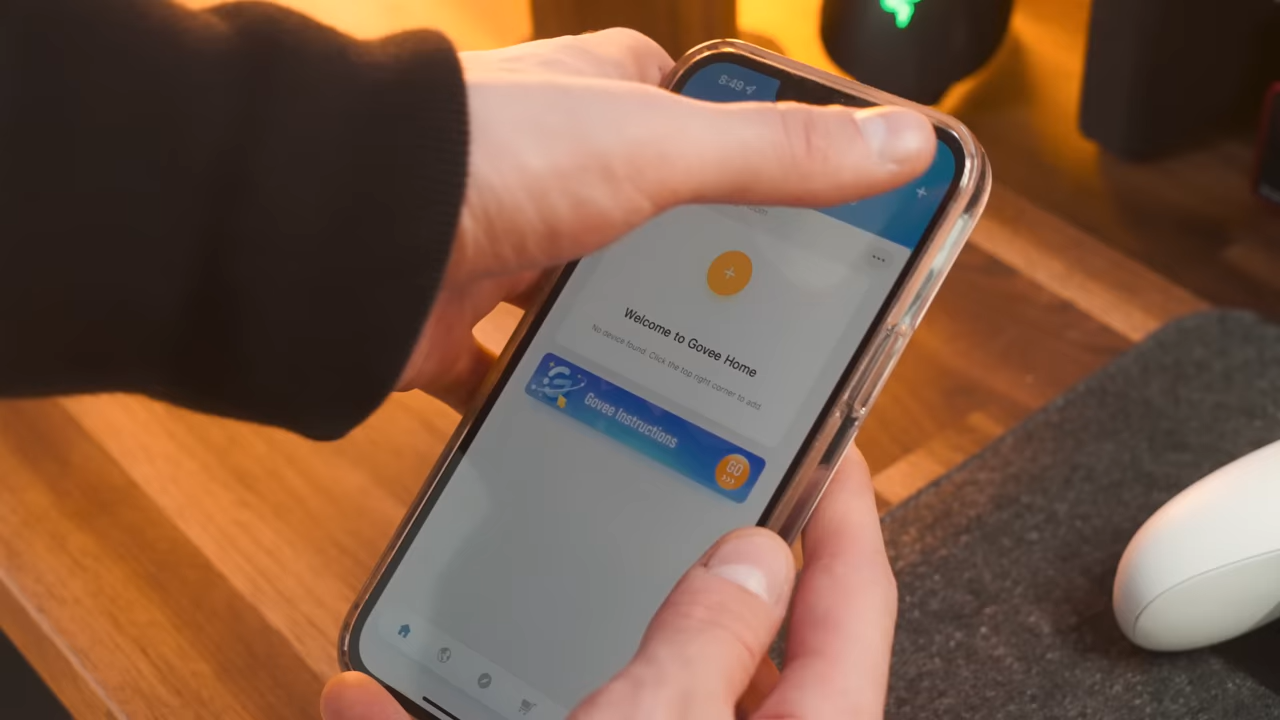 8:49
Welcome to Govee Home
No device found. Click the top right corner to add
Govee Instructions
GO